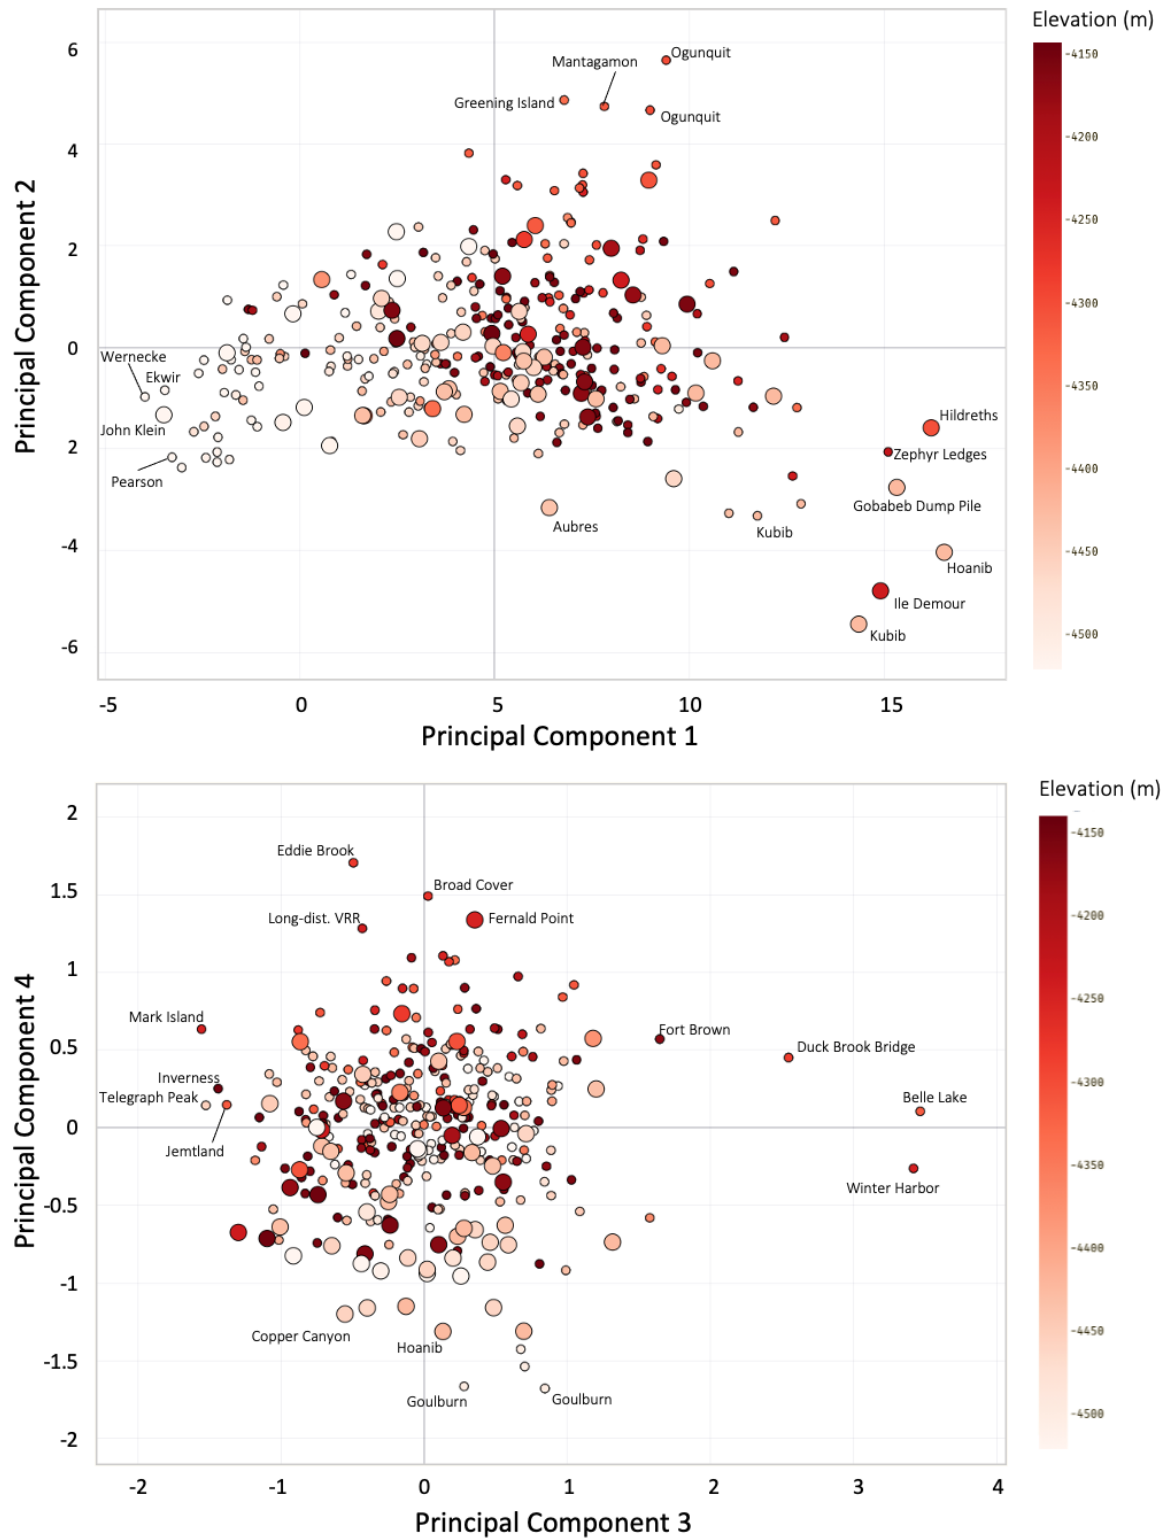 Elevation (m)
6
4
2
0
2
-4
-6
Principal Component 2
Ogunquit
Mantagamon
Greening Island
Ogunquit
Wernecke
Ekwir
John Klein
Pearson
Hildreths
Zephyr Ledges
Gobabeb Dump Pile
Aubres
Kubib
Hoanib
Ile Demour
Kubib
-4150
-4200
-4250
-4300
-4350
-4400
-4450
-4500
-5
0
5
10
15
Principal Component 1
Elevation (m)
2
1.5
1
0.5
0
-0.5
-1
-1.5
-2
Principal Component 4
Eddie Brook
Broad Cover
Long-dist. VRR
Fernald Point
Mark Island
Fort Brown
Duck Brook Bridge
Inverness
Telegraph Peak
Belle Lake
Jemtland
Winter Harbor
Copper Canyon
Hoanib
Goulburn
Goulburn
-4150
-4200
-4250
-4300
-4350
-4400
-4450
-4500
-2
-1
0
1
2
3
4
Principal Component 3